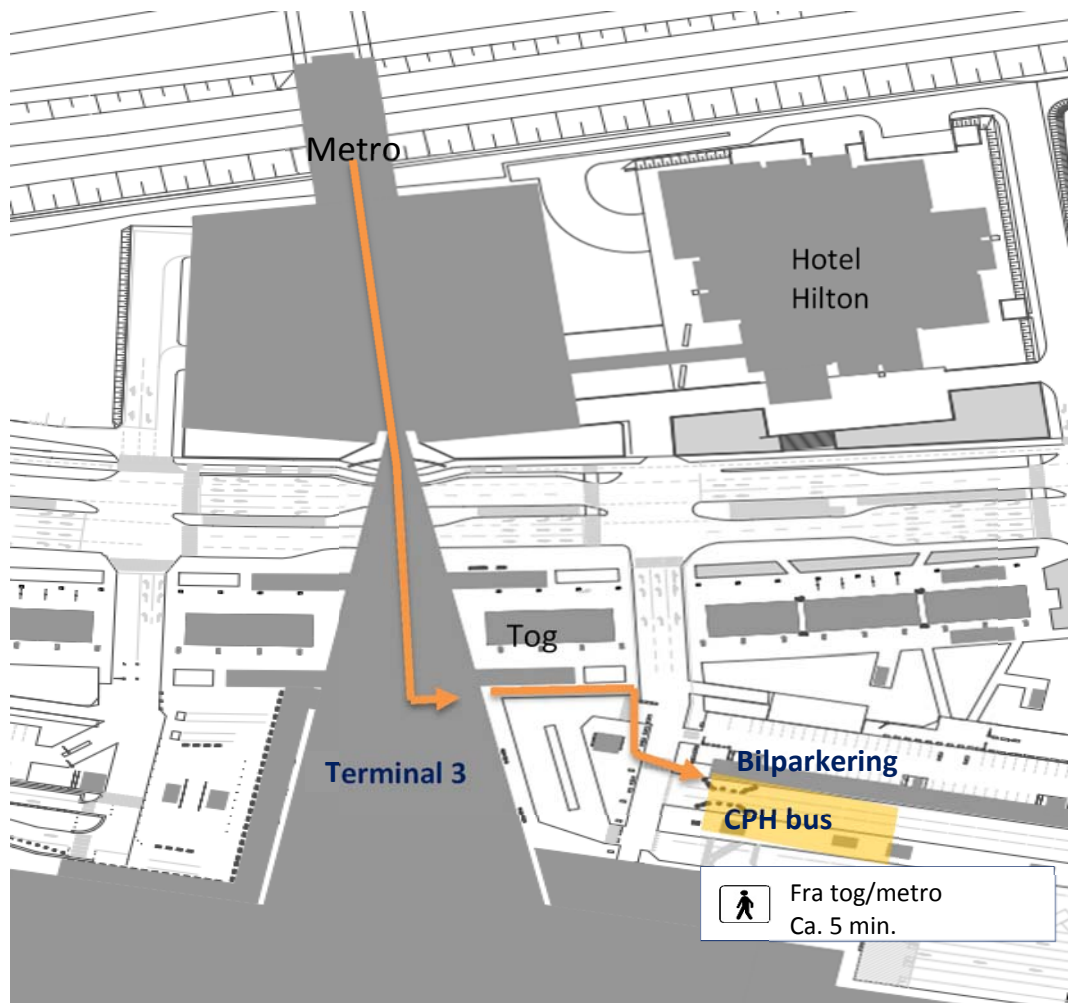 Metro
Hotel
Hilton
Tog
Terminal 3
Bilparkering
CPH bus
Fra tog/metro
Ca. 5 min.